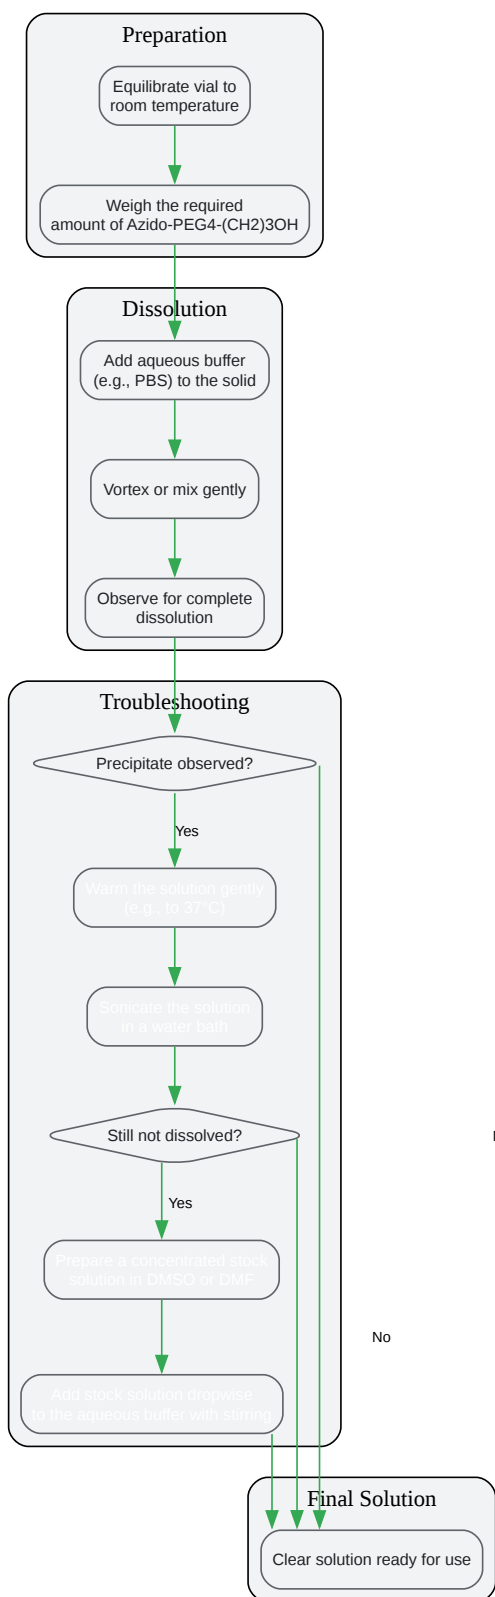 Preparation
Equilibrate vial to
room temperature
Weigh the required
amount of Azido-PEG4-(CH2)3OH
Dissolution
Add aqueous buffer
(e.g., PBS) to the solid
Vortex or mix gently
Observe for complete
dissolution
Troubleshooting
Precipitate observed?
Yes
Warm the solution gently
(e.g., to 37°C)
Sonicate the solution
in a water bath
Still not dissolved?
Yes
Prepare a concentrated stock
solution in DMSO or DMF
No
Add stock solution dropwise
to the aqueous buffer with stirring
Final Solution
Clear solution ready for use